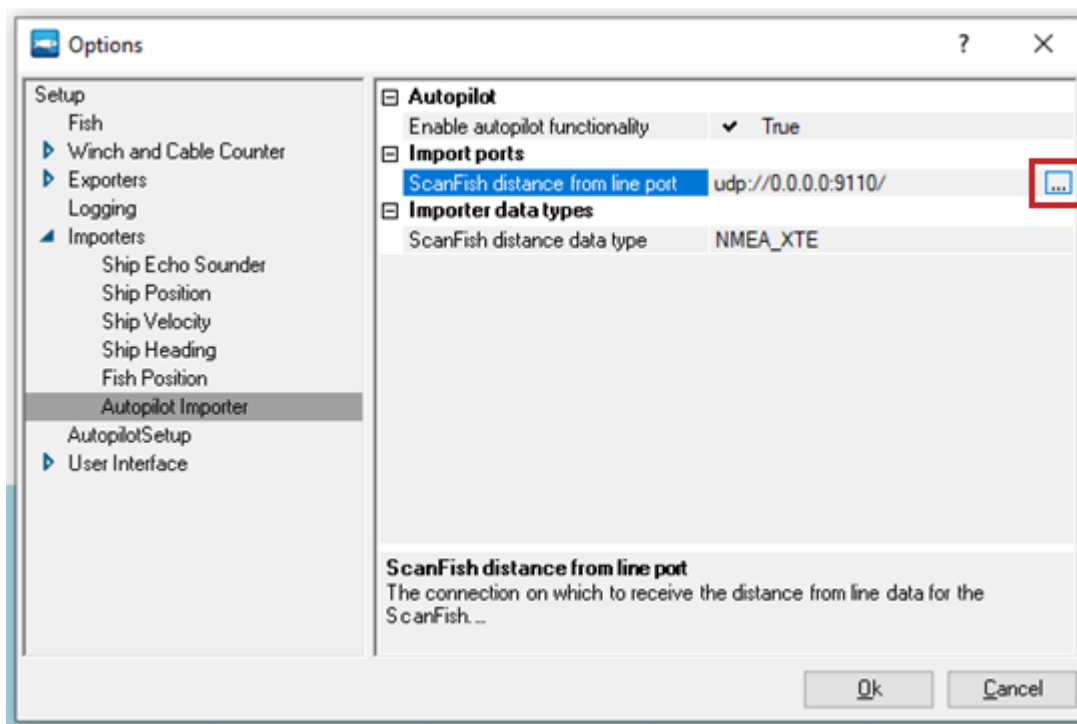 Options
?
Setup
Fish
Winch and Cable Counter
Exporters
Logging
Importers
Ship Echo Sounder
Ship Position
Ship Velocity
Ship Heading
Fish Position
Autopilot Importer
AutopilotSetup
User Interface
Autopilot
Enable autopilot functionality True
Import ports
ScanFish distance from line port udp://0.0.0.0:9110/ ...
Importer data types
ScanFish distance data type NMEA_XTE
ScanFish distance from line port
The connection on which to receive the distance from line data for the
ScanFish. ...
Ok Cancel